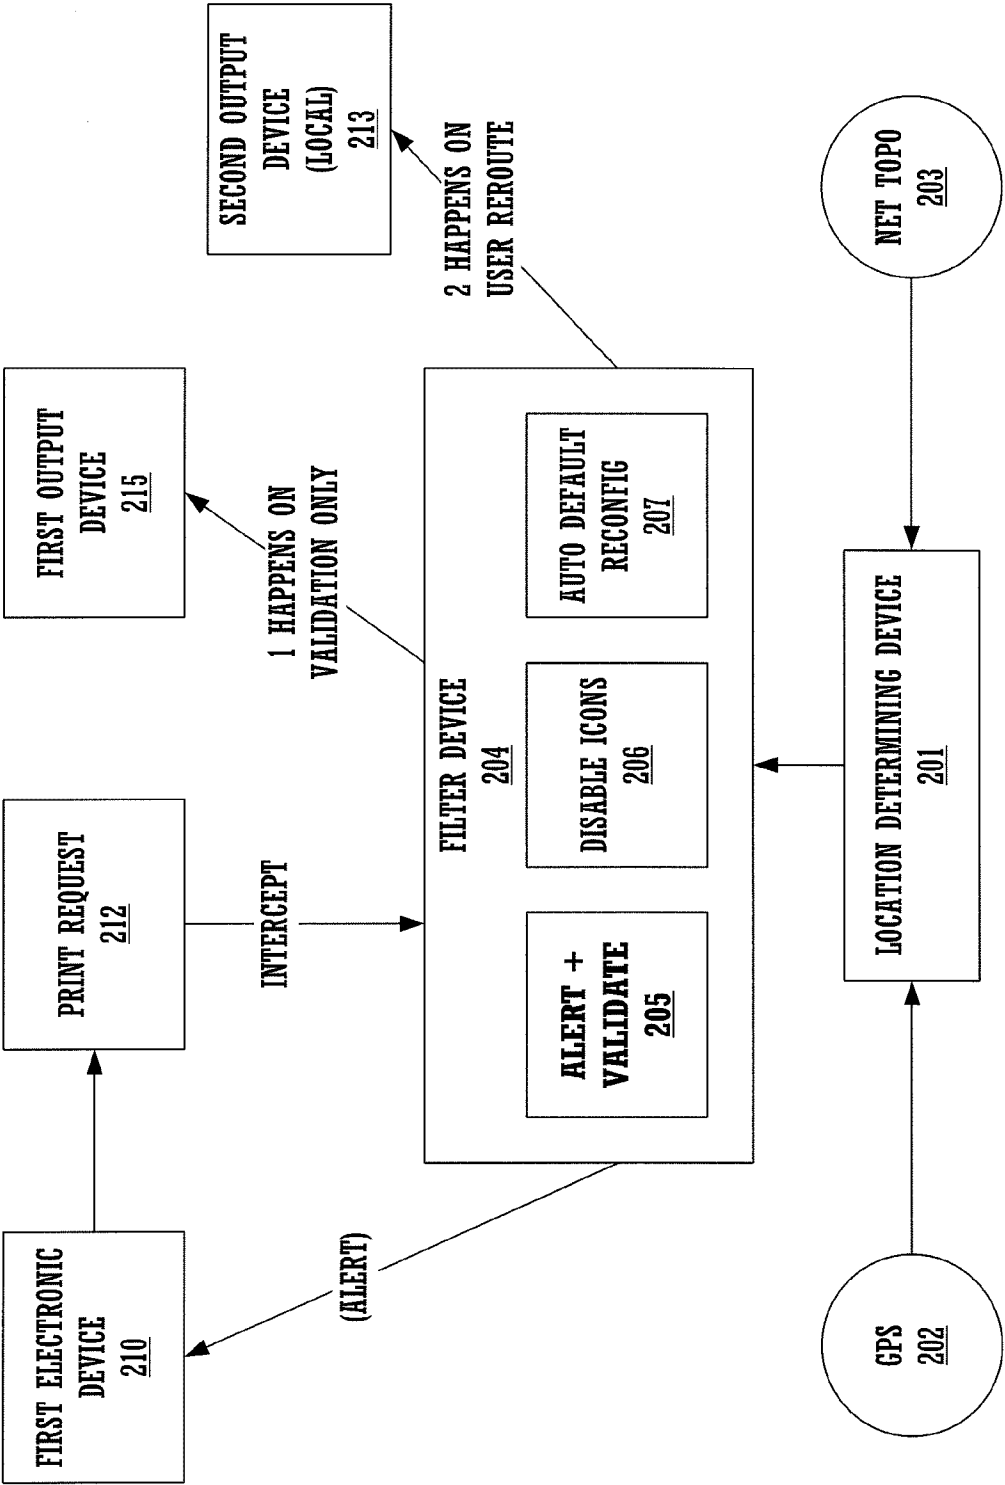 FIRST ELECTRONIC
DEVICE
210
PRINT REQUEST
212
FIRST OUTPUT
DEVICE
215
SECOND OUTPUT
DEVICE
(LOCAL)
213
(ALERT)
INTERCEPT
1 HAPPENS ON
VALIDATION ONLY
2 HAPPENS ON
USER REROUTE
FILTER DEVICE
204
ALERT +
VALIDATE
205
DISABLE ICONS
206
AUTO DEFAULT
RECONFIG
207
GPS
202
LOCATION DETERMINING DEVICE
201
NET TOPO
203